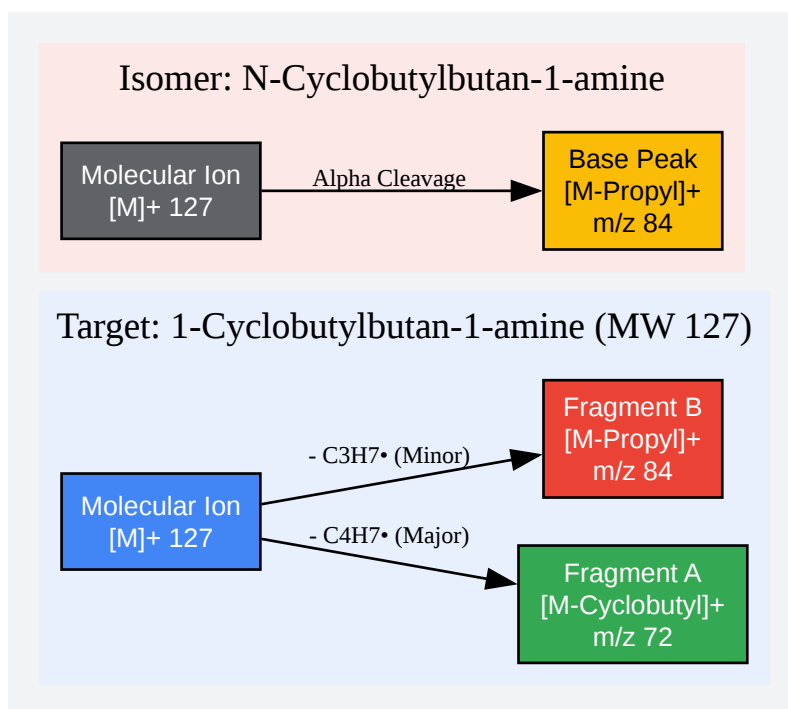 Isomer: N-Cyclobutylbutan-1-amine
Molecular Ion
[M]+ 127
Alpha Cleavage
Base Peak
[M-Propyl]+
m/z 84
Target: 1-Cyclobutylbutan-1-amine (MW 127)
Molecular Ion
[M]+ 127
- C3H7• (Minor)
- C4H7• (Major)
Fragment B
[M-Propyl]+
m/z 84
Fragment A
[M-Cyclobutyl]+
m/z 72